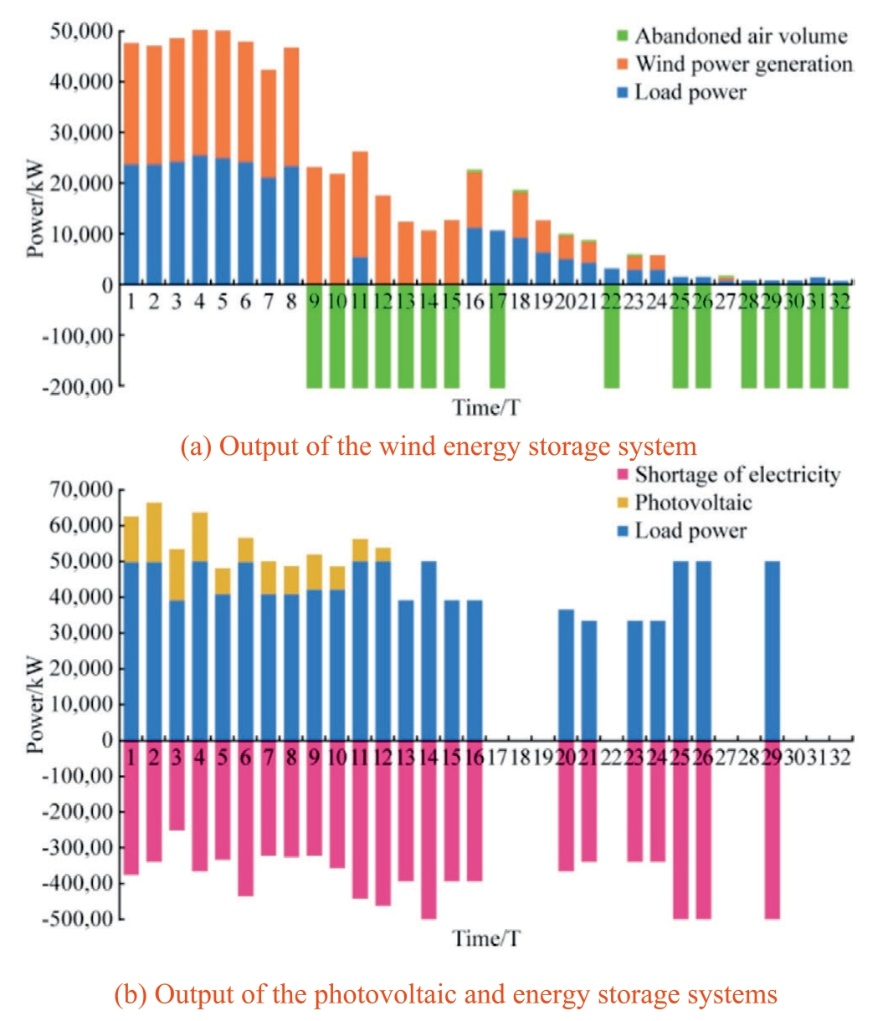 50,000
40,000
30,000
20,000
10,000
0
-100,00
-200,00
Power/kW
Abandoned air volume
Wind power generation
Load power
1 2 3 4 5 6 7 8 9 10 11 12 13 14 15 16 17 18 19 20 21 22 23 24 25 26 27 28 29 30 31 32
Time/T
(a) Output of the wind energy storage system
70,000
60,000
50,000
40,000
30,000
20,000
10,000
0
-100,00
-200,00
-300,00
-400,00
-500,00
Power/kW
Shortage of electricity
Photovoltaic
Load power
1 2 3 4 5 6 7 8 9 10 11 12 13 14 15 16 17 18 19 20 21 22 23 24 25 26 27 28 29 30 31 32
Time/T
(b) Output of the photovoltaic and energy storage systems